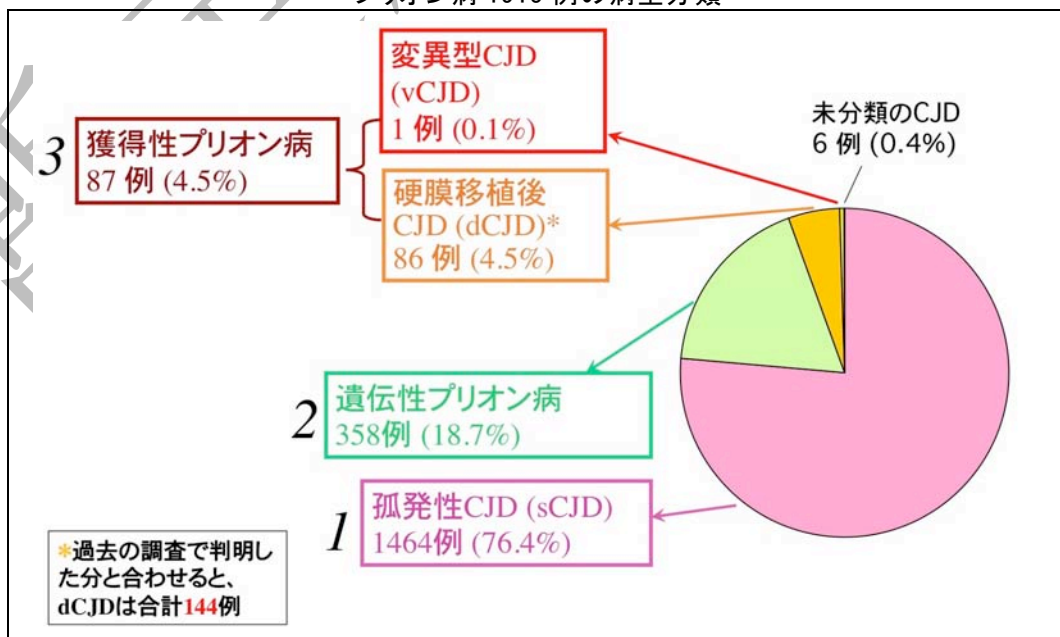 変異型CJD
(vCJD)
1 例 (0.1%)
未分類のCJD
6 例 (0.4%)
3
獲得性プリオン病
87 例 (4.5%)
硬膜移植後
CJD (dCJD)*
86 例 (4.5%)
2
遺伝性プリオン病
358例 (18.7%)
1
孤発性CJD (sCJD)
1464例 (76.4%)
*過去の調査で判明し
た分と合わせると、
dCJDは合計144例